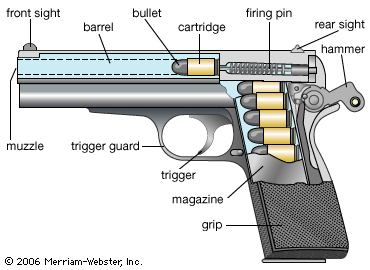 front sight
bullet
firing pin
rear sight
barrel
cartridge
hammer
muzzle
trigger guard
trigger
magazine
grip
© 2006 Merriam-Webster, Inc.